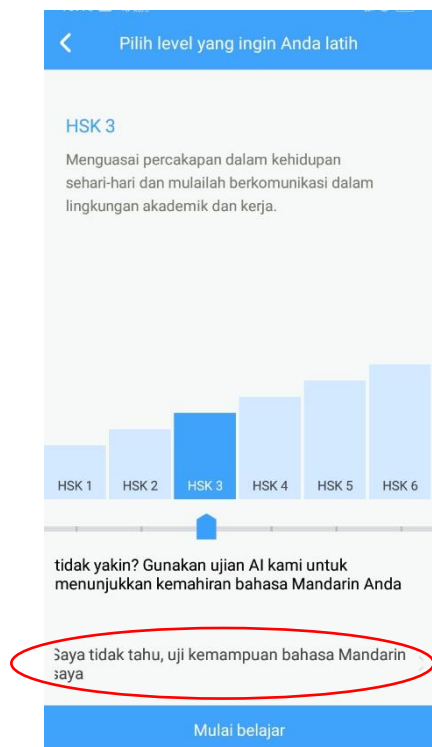 Pilih level yang ingin Anda latih
HSK 3
Menguasai percakapan dalam kehidupan
sehari-hari dan mulailah berkomunikasi dalam
lingkungan akademik dan kerja.
HSK 1 HSK 2 HSK 3 HSK 4 HSK 5 HSK 6
tidak yakin? Gunakan ujian AI kami untuk
menunjukkan kemahiran bahasa Mandarin Anda
Saya tidak tahu, uji kemampuan bahasa Mandarin
saya
Mulai belajar